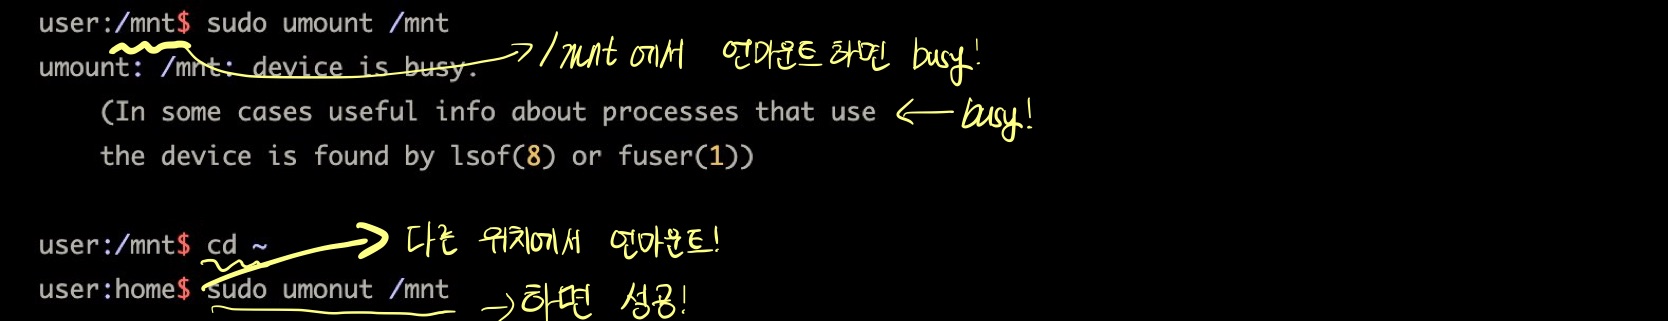 user:/mnt$ sudo umount /mnt
umount: /mnt: device is busy.
/mnt에서 언마운트하면 busy!
(In some cases useful info about processes that use
← busy!
the device is found by lsof(8) or fuser(1))
user:/mnt$ cd ~
다른 위치에서 언마운트!
user:home$ sudo umonut /mnt
→하면 성공!